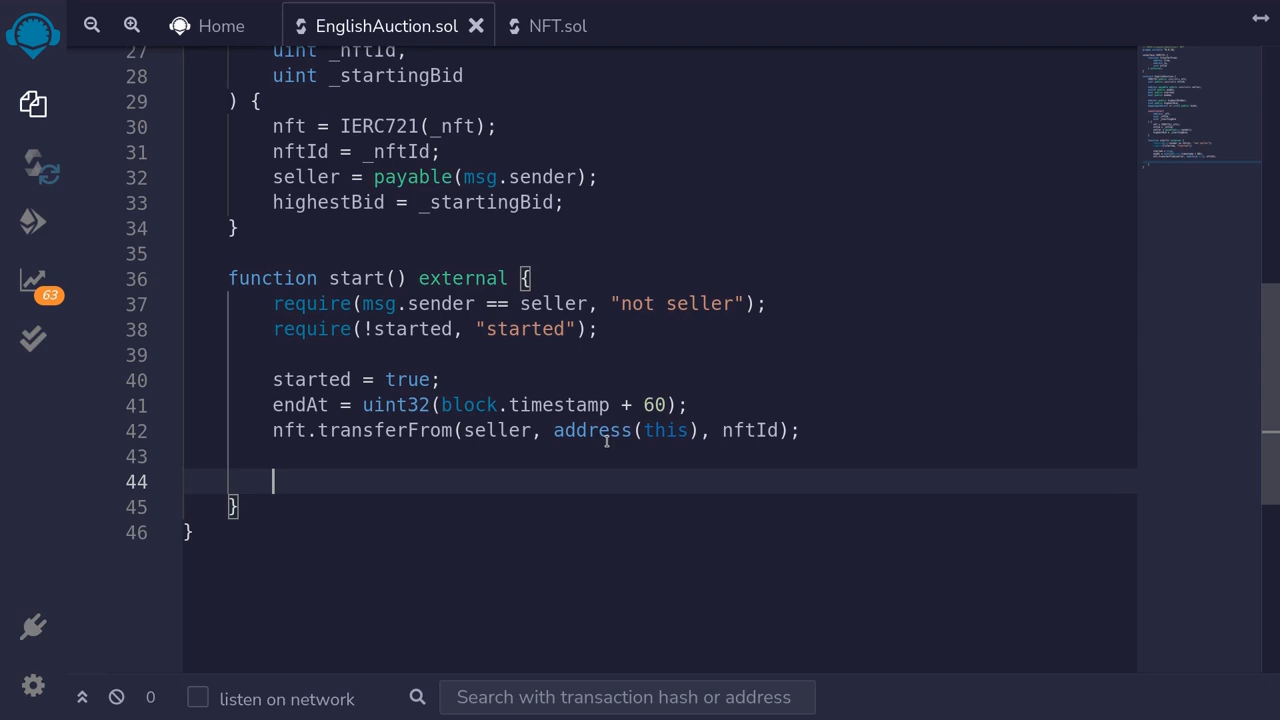 Home
EnglishAuction.sol
NFT.sol
27 uint _nftId,
28 uint _startingBid
29 ) {
30 nft = IERC721(_nft);
31 nftId = _nftId;
32 seller = payable(msg.sender);
33 highestBid = _startingBid;
34 }
35
36 function start() external {
37 require(msg.sender == seller, "not seller");
38 require(!started, "started");
39
40 started = true;
41 endAt = uint32(block.timestamp + 60);
42 nft.transferFrom(seller, address(this), nftId);
43
44
45 }
46 }
63
0
listen on network
Search with transaction hash or address